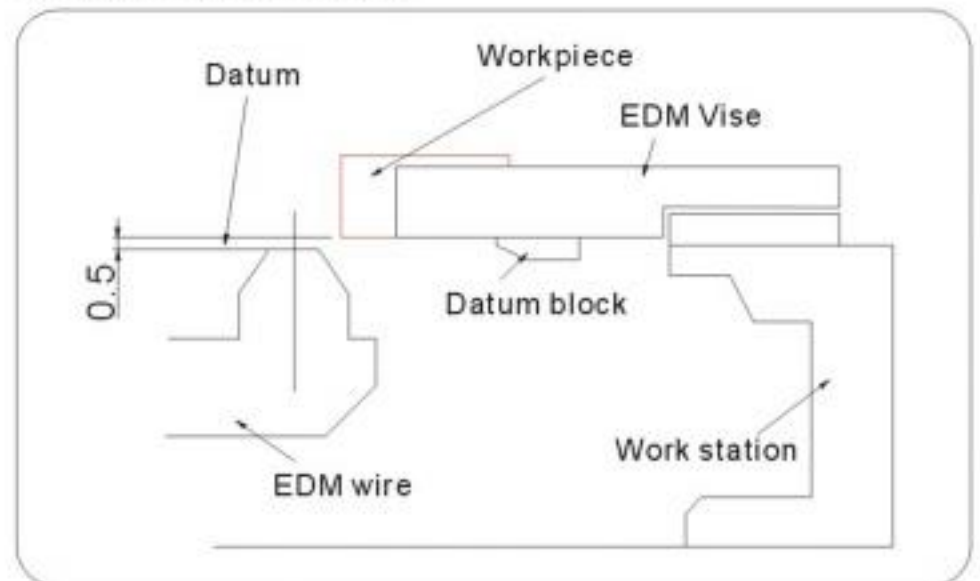 Datum
Workpiece
EDM Vise
0.5
Datum block
Work station
EDM wire